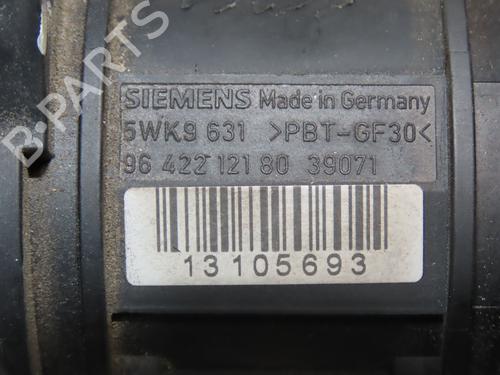 SIEMENS Made in Germany
5WK9 631 >PBT-GF30<
96 422 121 80 39071
13105693
B-PARTS